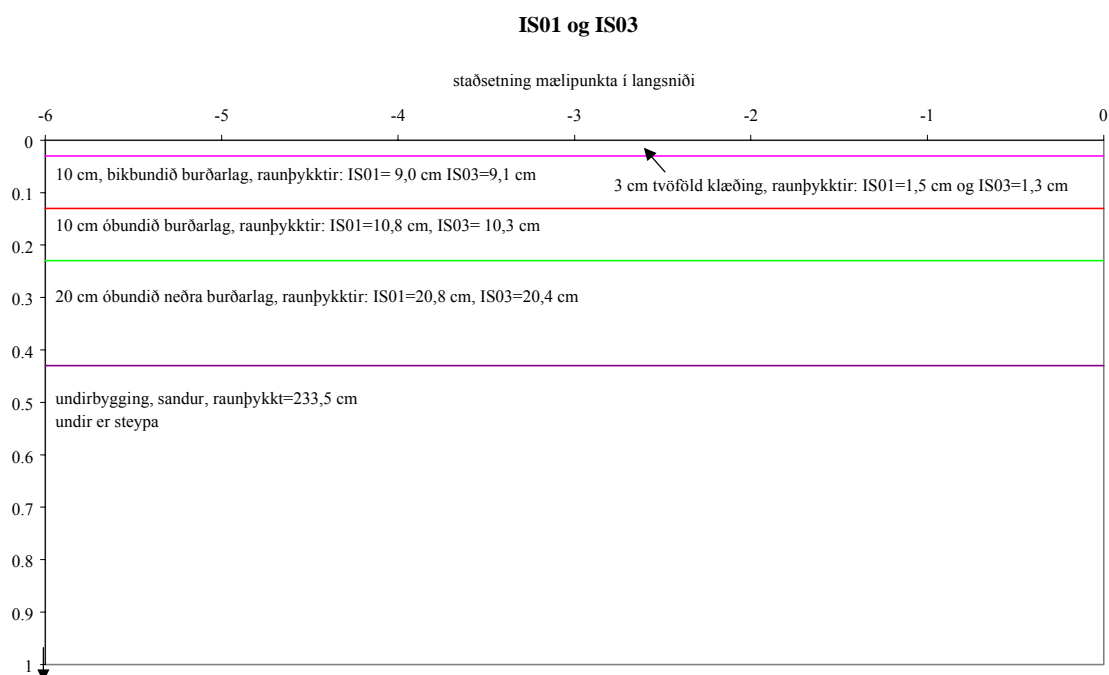 IS01 og IS03
staðsetning mælipunkta í langsniði
-6 -5 -4 -3 -2 -1 0
0
10 cm, bikbundið burðarlag, raunþykktir: IS01= 9,0 cm IS03=9,1 cm
3 cm tvöföld klæðing, raunþykktir: IS01=1,5 cm og IS03=1,3 cm
0.1
10 cm óbundið burðarlag, raunþykktir: IS01=10,8 cm, IS03= 10,3 cm
0.2
20 cm óbundið neðra burðarlag, raunþykktir: IS01=20,8 cm, IS03=20,4 cm
0.3
0.4
undirbygging, sandur, raunþykkt=233,5 cm
0.5
undir er steypa
0.6
0.7
0.8
0.9
1